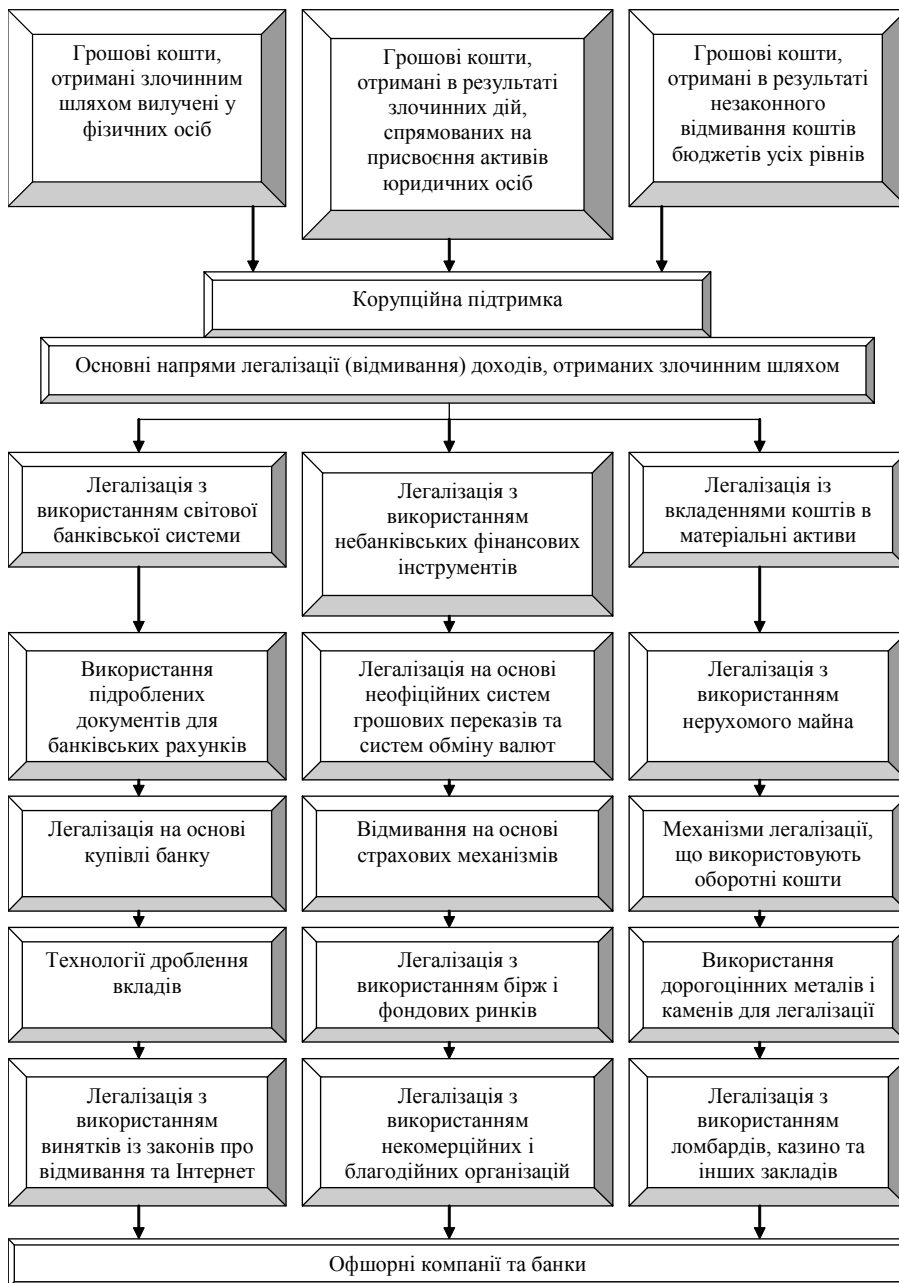 Грошові кошти,
отримані злочинним
шляхом вилучені у
фізичних осіб
Грошові кошти,
отримані в результаті
злочинних дій,
спрямованих на
присвоєння активів
юридичних осіб
Грошові кошти,
отримані в результаті
незаконного
відмивання коштів
бюджетів усіх рівнів
Корупційна підтримка
Основні напрями легалізації (відмивання) доходів, отриманих злочинним шляхом
Легалізація з
використанням світової
банківської системи
Легалізація з
використанням
небанківських фінансових
інструментів
Легалізація із
вкладеннями коштів в
матеріальні активи
Використання
підроблених
документів для
банківських рахунків
Легалізація на основі
неофіційних систем
грошових переказів та
систем обміну валют
Легалізація з
використанням
нерухомого майна
Легалізація на основі
купівлі банку
Відмивання на основі
страхових механізмів
Механізми легалізації,
що використовують
оборотні кошти
Технології дроблення
вкладів
Легалізація з
використанням бірж і
фондових ринків
Використання
дорогоцінних металів і
каменів для легалізації
Легалізація з
використанням
винятків із законів про
відмивання та Інтернет
Легалізація з
використанням
некомерційних і
благодійних організацій
Легалізація з
використанням
ломбардів, казино та
інших закладів
Офшорні компанії та банки